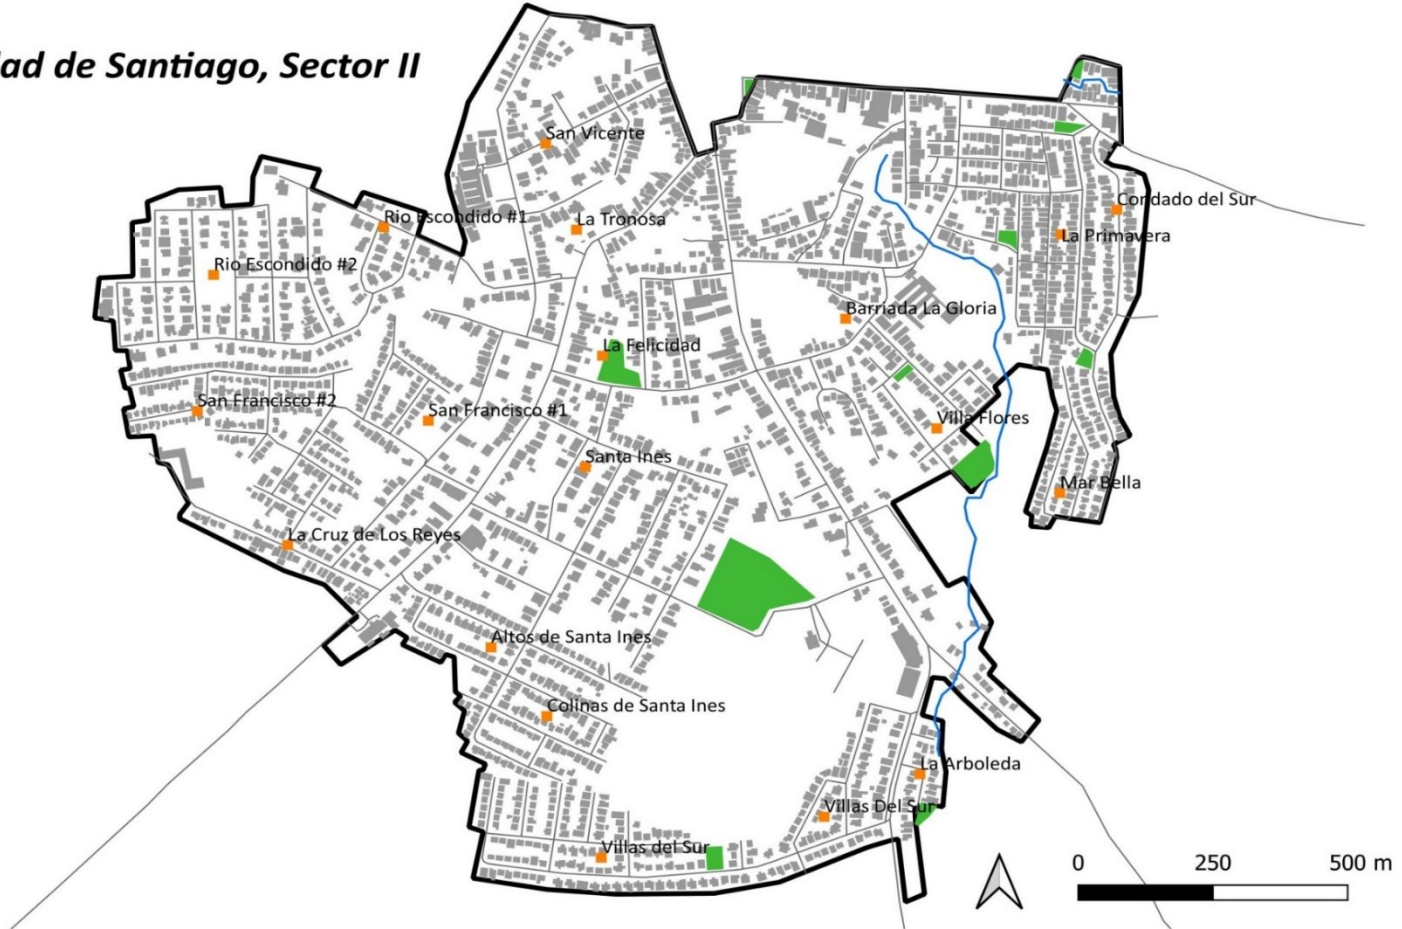 ad de Santiago, Sector II
San Vicente
Condado del Sur
Rio Escondido #1
La Tronosa
La Primavera
Rio Escondido #2
Barriada La Gloria
La Felicidad
San Francisco #2
San Francisco #1
Villa Flores
Santa Ines
Mar Bella
La Cruz de Los Reyes
Altos de Santa Ines
Colinas de Santa Ines
La Arboleda
Villas Del Sur
Villas del Sur
0 250 500 m